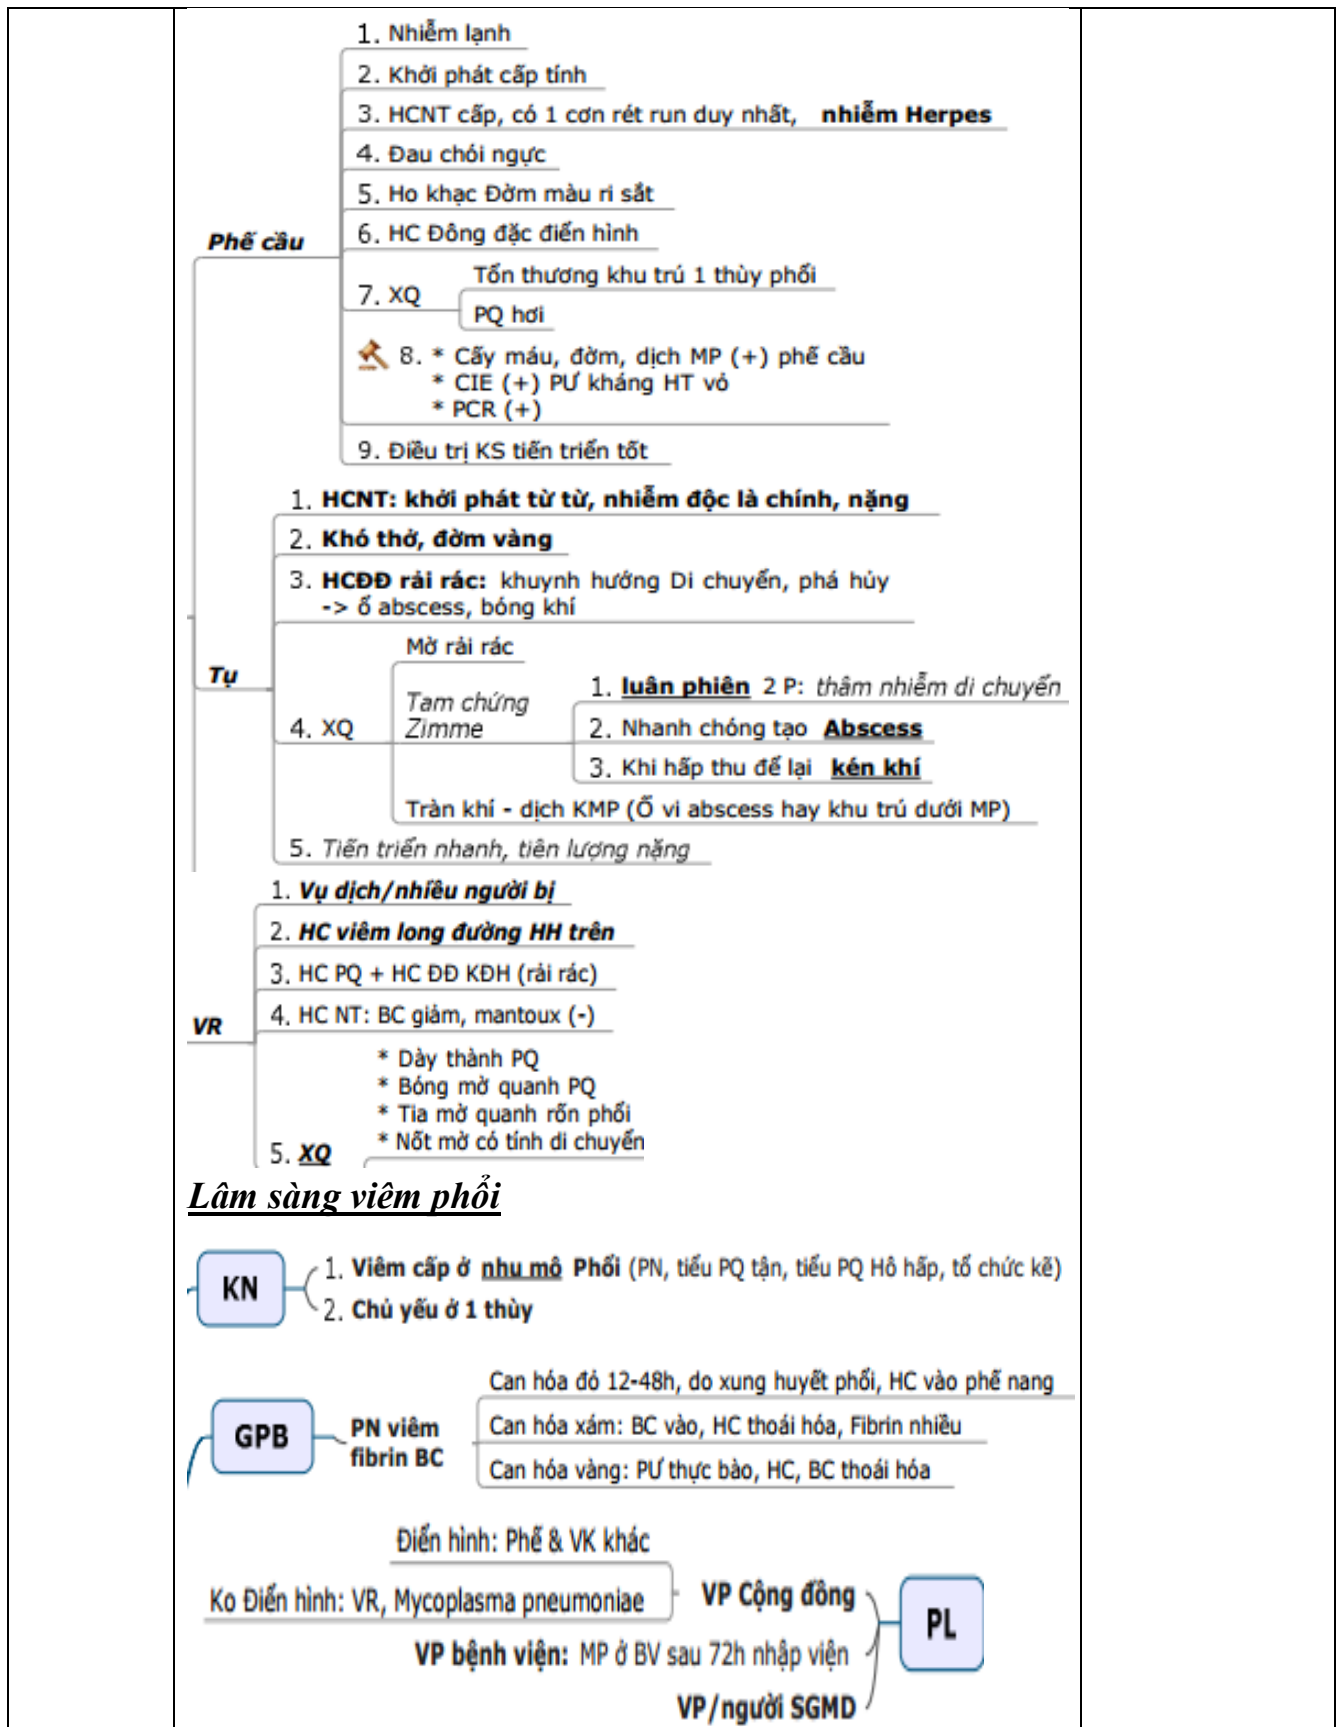 1. Nhiễm lạnh
2. Khởi phát cấp tính
3. HCNT cấp, có 1 cơn rét run duy nhất, nhiễm Herpes
4. Đau chói ngực
5. Ho khạc Đờm màu rỉ sắt
Phế cầu
6. HC Đông đặc điển hình
7. XQ
Tổn thương khu trú 1 thùy phổi
PQ hơi
8. * Cấy máu, đờm, dịch MP (+) phế cầu
* CIE (+) PƯ kháng HT vỏ
* PCR (+)
9. Điều trị KS tiến triển tốt
1. HCNT: khởi phát từ từ, nhiễm độc là chính, nặng
2. Khó thở, đờm vàng
3. HCĐĐ rải rác: khuynh hướng Di chuyển, phá hủy
-> ổ abscess, bóng khí
Tụ
4. XQ
Mờ rải rác
Tam chứng
Zimme
1. luân phiên 2 P: thâm nhiễm di chuyển
2. Nhanh chóng tạo Abscess
3. Khi hấp thu để lại kén khí
Tràn khí - dịch KMP (Ổ vi abscess hay khu trú dưới MP)
5. Tiến triển nhanh, tiên lượng nặng
1. Vụ dịch/nhiều người bị
2. HC viêm long đường HH trên
3. HC PQ + HC ĐĐ KĐH (rải rác)
VR
4. HC NT: BC giảm, mantoux (-)
5. XQ
* Dày thành PQ
* Bóng mờ quanh PQ
* Tia mờ quanh rốn phổi
* Nốt mờ có tính di chuyển
Lâm sàng viêm phổi
KN
1. Viêm cấp ở nhu mô Phổi (PN, tiểu PQ tận, tiểu PQ Hô hấp, tổ chức kẽ)
2. Chủ yếu ở 1 thùy
GPB
PN viêm
fibrin BC
Can hóa đỏ 12-48h, do xung huyết phổi, HC vào phế nang
Can hóa xám: BC vào, HC thoái hóa, Fibrin nhiều
Can hóa vàng: PƯ thực bào, HC, BC thoái hóa
Điển hình: Phế & VK khác
Ko Điển hình: VR, Mycoplasma pneumoniae
VP Cộng đồng
PL
VP bệnh viện: MP ở BV sau 72h nhập viện
VP/người SGMD